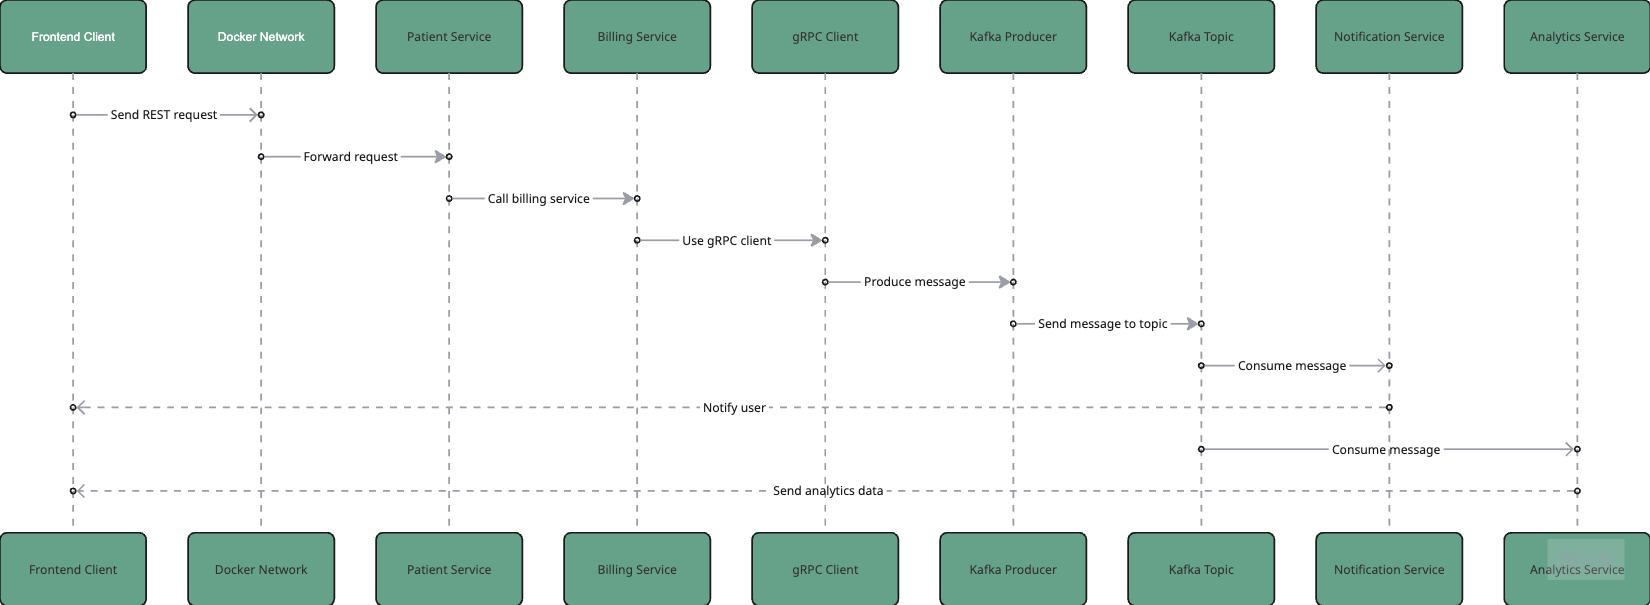 Frontend Client
Docker Network
Patient Service
Billing Service
gRPC Client
Kafka Producer
Kafka Topic
Notification Service
Analytics Service
Send REST request
Forward request
Call billing service
Use gRPC client
Produce message
Send message to topic
Consume message
Notify user
Consume message
Send analytics data
Frontend Client
Docker Network
Patient Service
Billing Service
gRPC Client
Kafka Producer
Kafka Topic
Notification Service
Analytics Service